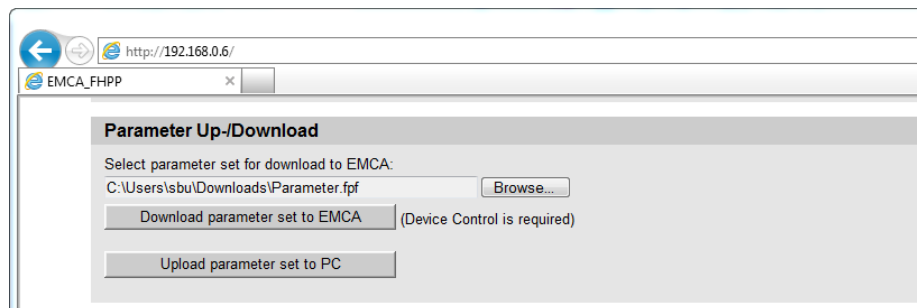 http://192.168.0.6/
EMCA_FHPP
Parameter Up-/Download
Select parameter set for download to EMCA:
C:\Users\sbu\Downloads\Parameter.fpf Browse...
Download parameter set to EMCA (Device Control is required)
Upload parameter set to PC